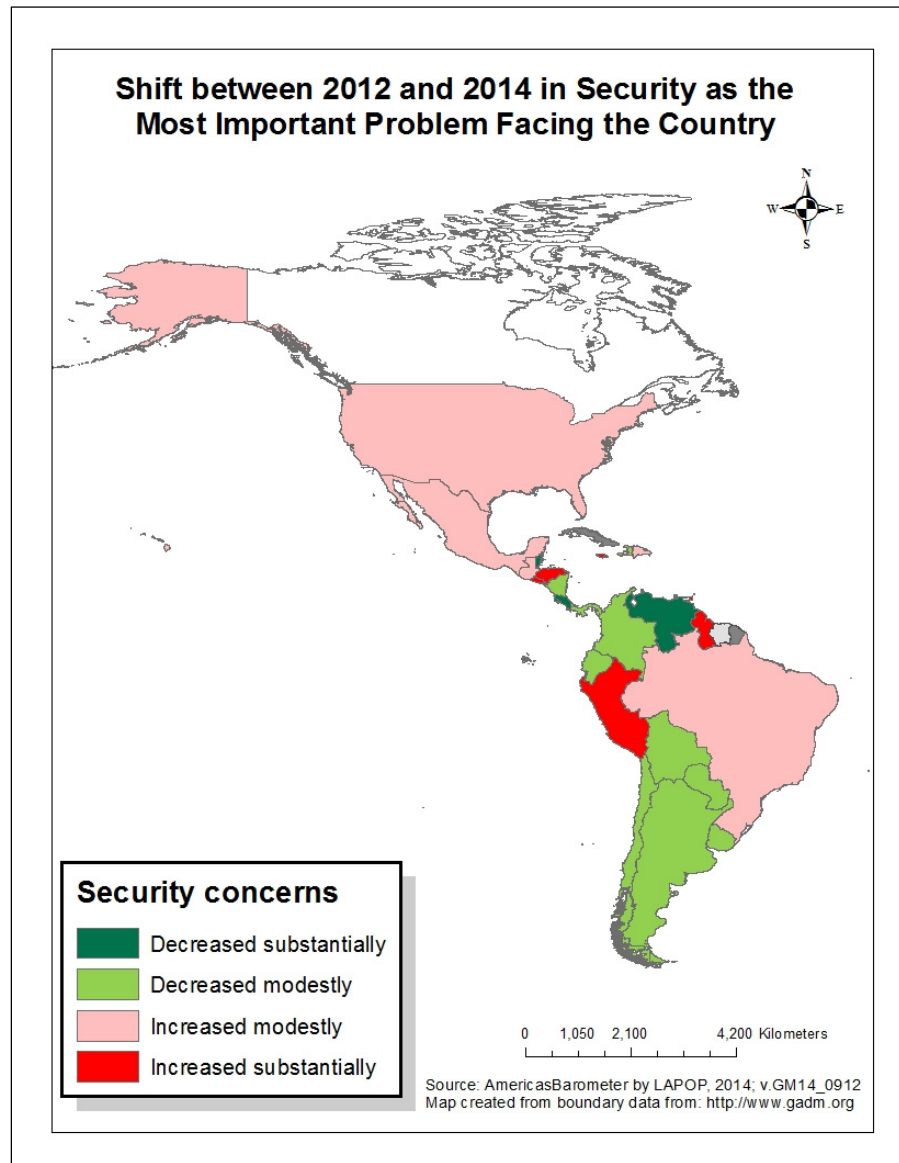 Shift between 2012 and 2014 in Security as the
Most Important Problem Facing the Country
N
W E
S
Security concerns
Decreased substantially
Decreased modestly
Increased modestly
Increased substantially
0 1,050 2,100 4,200 Kilometers
Source: AmericasBarometer by LAPOP, 2014; v.GM14_0912
Map created from boundary data from: http://www.gadm.org